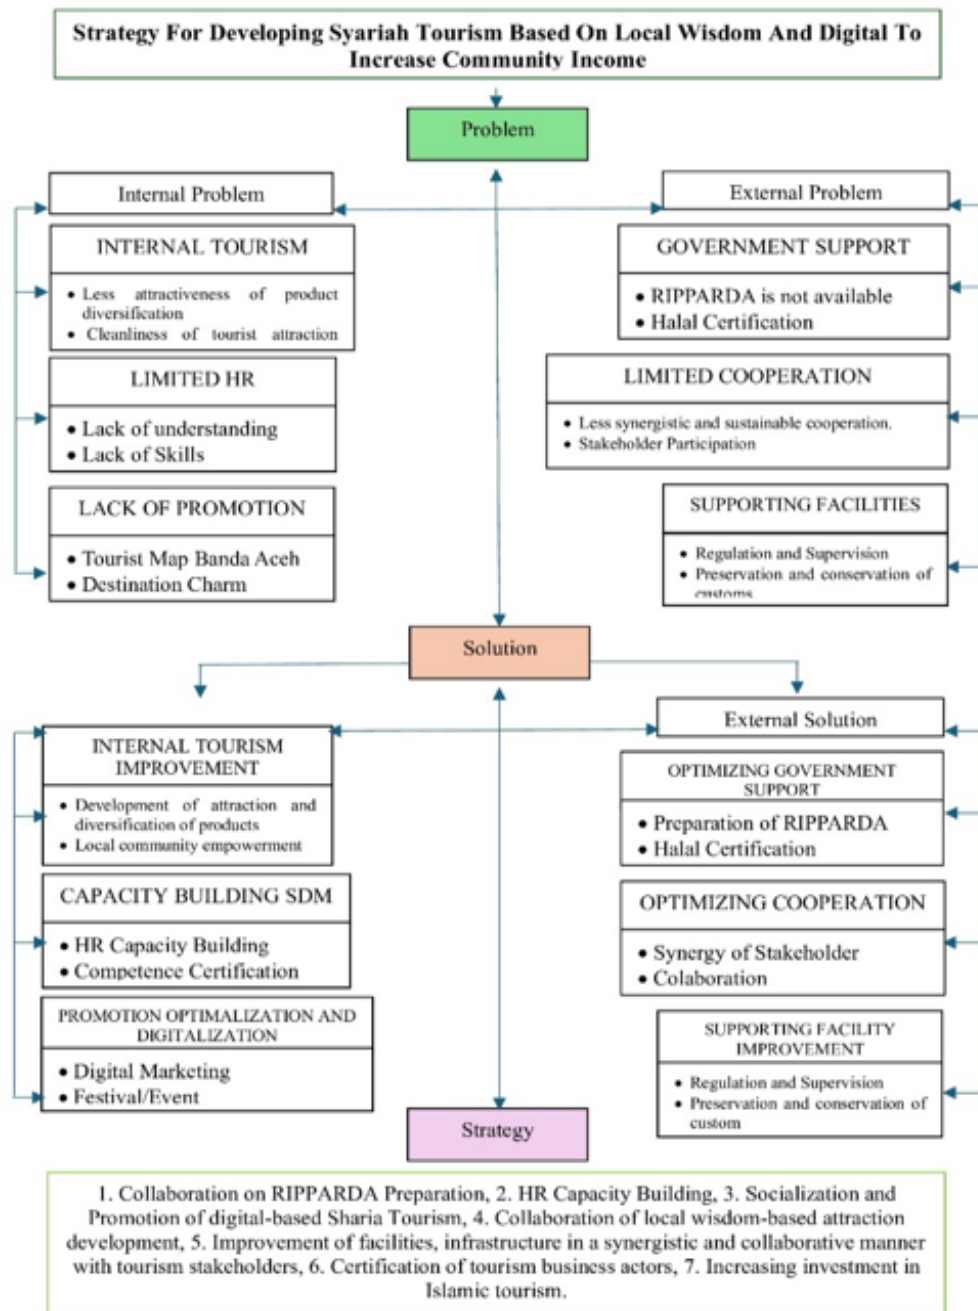 Strategy For Developing Syariah Tourism Based On Local Wisdom And Digital To
Increase Community Income
Problem
Internal Problem
INTERNAL TOURISM
• Less attractiveness of product
diversification
• Cleanliness of tourist attraction
LIMITED HR
• Lack of understanding
• Lack of Skills
LACK OF PROMOTION
• Tourist Map Banda Aceh
• Destination Charm
External Problem
GOVERNMENT SUPPORT
• RIPPARDA is not available
• Halal Certification
LIMITED COOPERATION
• Less synergistic and sustainable cooperation.
• Stakeholder Participation
SUPPORTING FACILITIES
• Regulation and Supervision
• Preservation and conservation of
customs
Solution
INTERNAL TOURISM
IMPROVEMENT
• Development of attraction and
diversification of products
• Local community empowerment
CAPACITY BUILDING SDM
• HR Capacity Building
• Competence Certification
PROMOTION OPTIMALIZATION AND
DIGITALIZATION
• Digital Marketing
• Festival/Event
External Solution
OPTIMIZING GOVERNMENT
SUPPORT
• Preparation of RIPPARDA
• Halal Certification
OPTIMIZING COOPERATION
• Synergy of Stakeholder
• Colaboration
SUPPORTING FACILITY
IMPROVEMENT
• Regulation and Supervision
• Preservation and conservation of
custom
Strategy
1. Collaboration on RIPPARDA Preparation, 2. HR Capacity Building, 3. Socialization and
Promotion of digital-based Sharia Tourism, 4. Collaboration of local wisdom-based attraction
development, 5. Improvement of facilities, infrastructure in a synergistic and collaborative manner
with tourism stakeholders, 6. Certification of tourism business actors, 7. Increasing investment in
Islamic tourism.